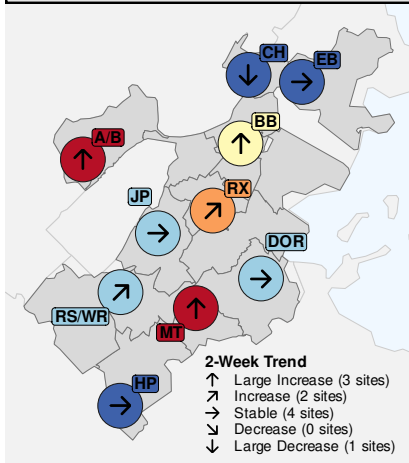 CH
EB
BB
A/B
RX
JP
DOR
RS/WR
MT
HP
2-Week Trend
↑ Large Increase (3 sites)
↗ Increase (2 sites)
→ Stable (4 sites)
↘ Decrease (0 sites)
↓ Large Decrease (1 sites)